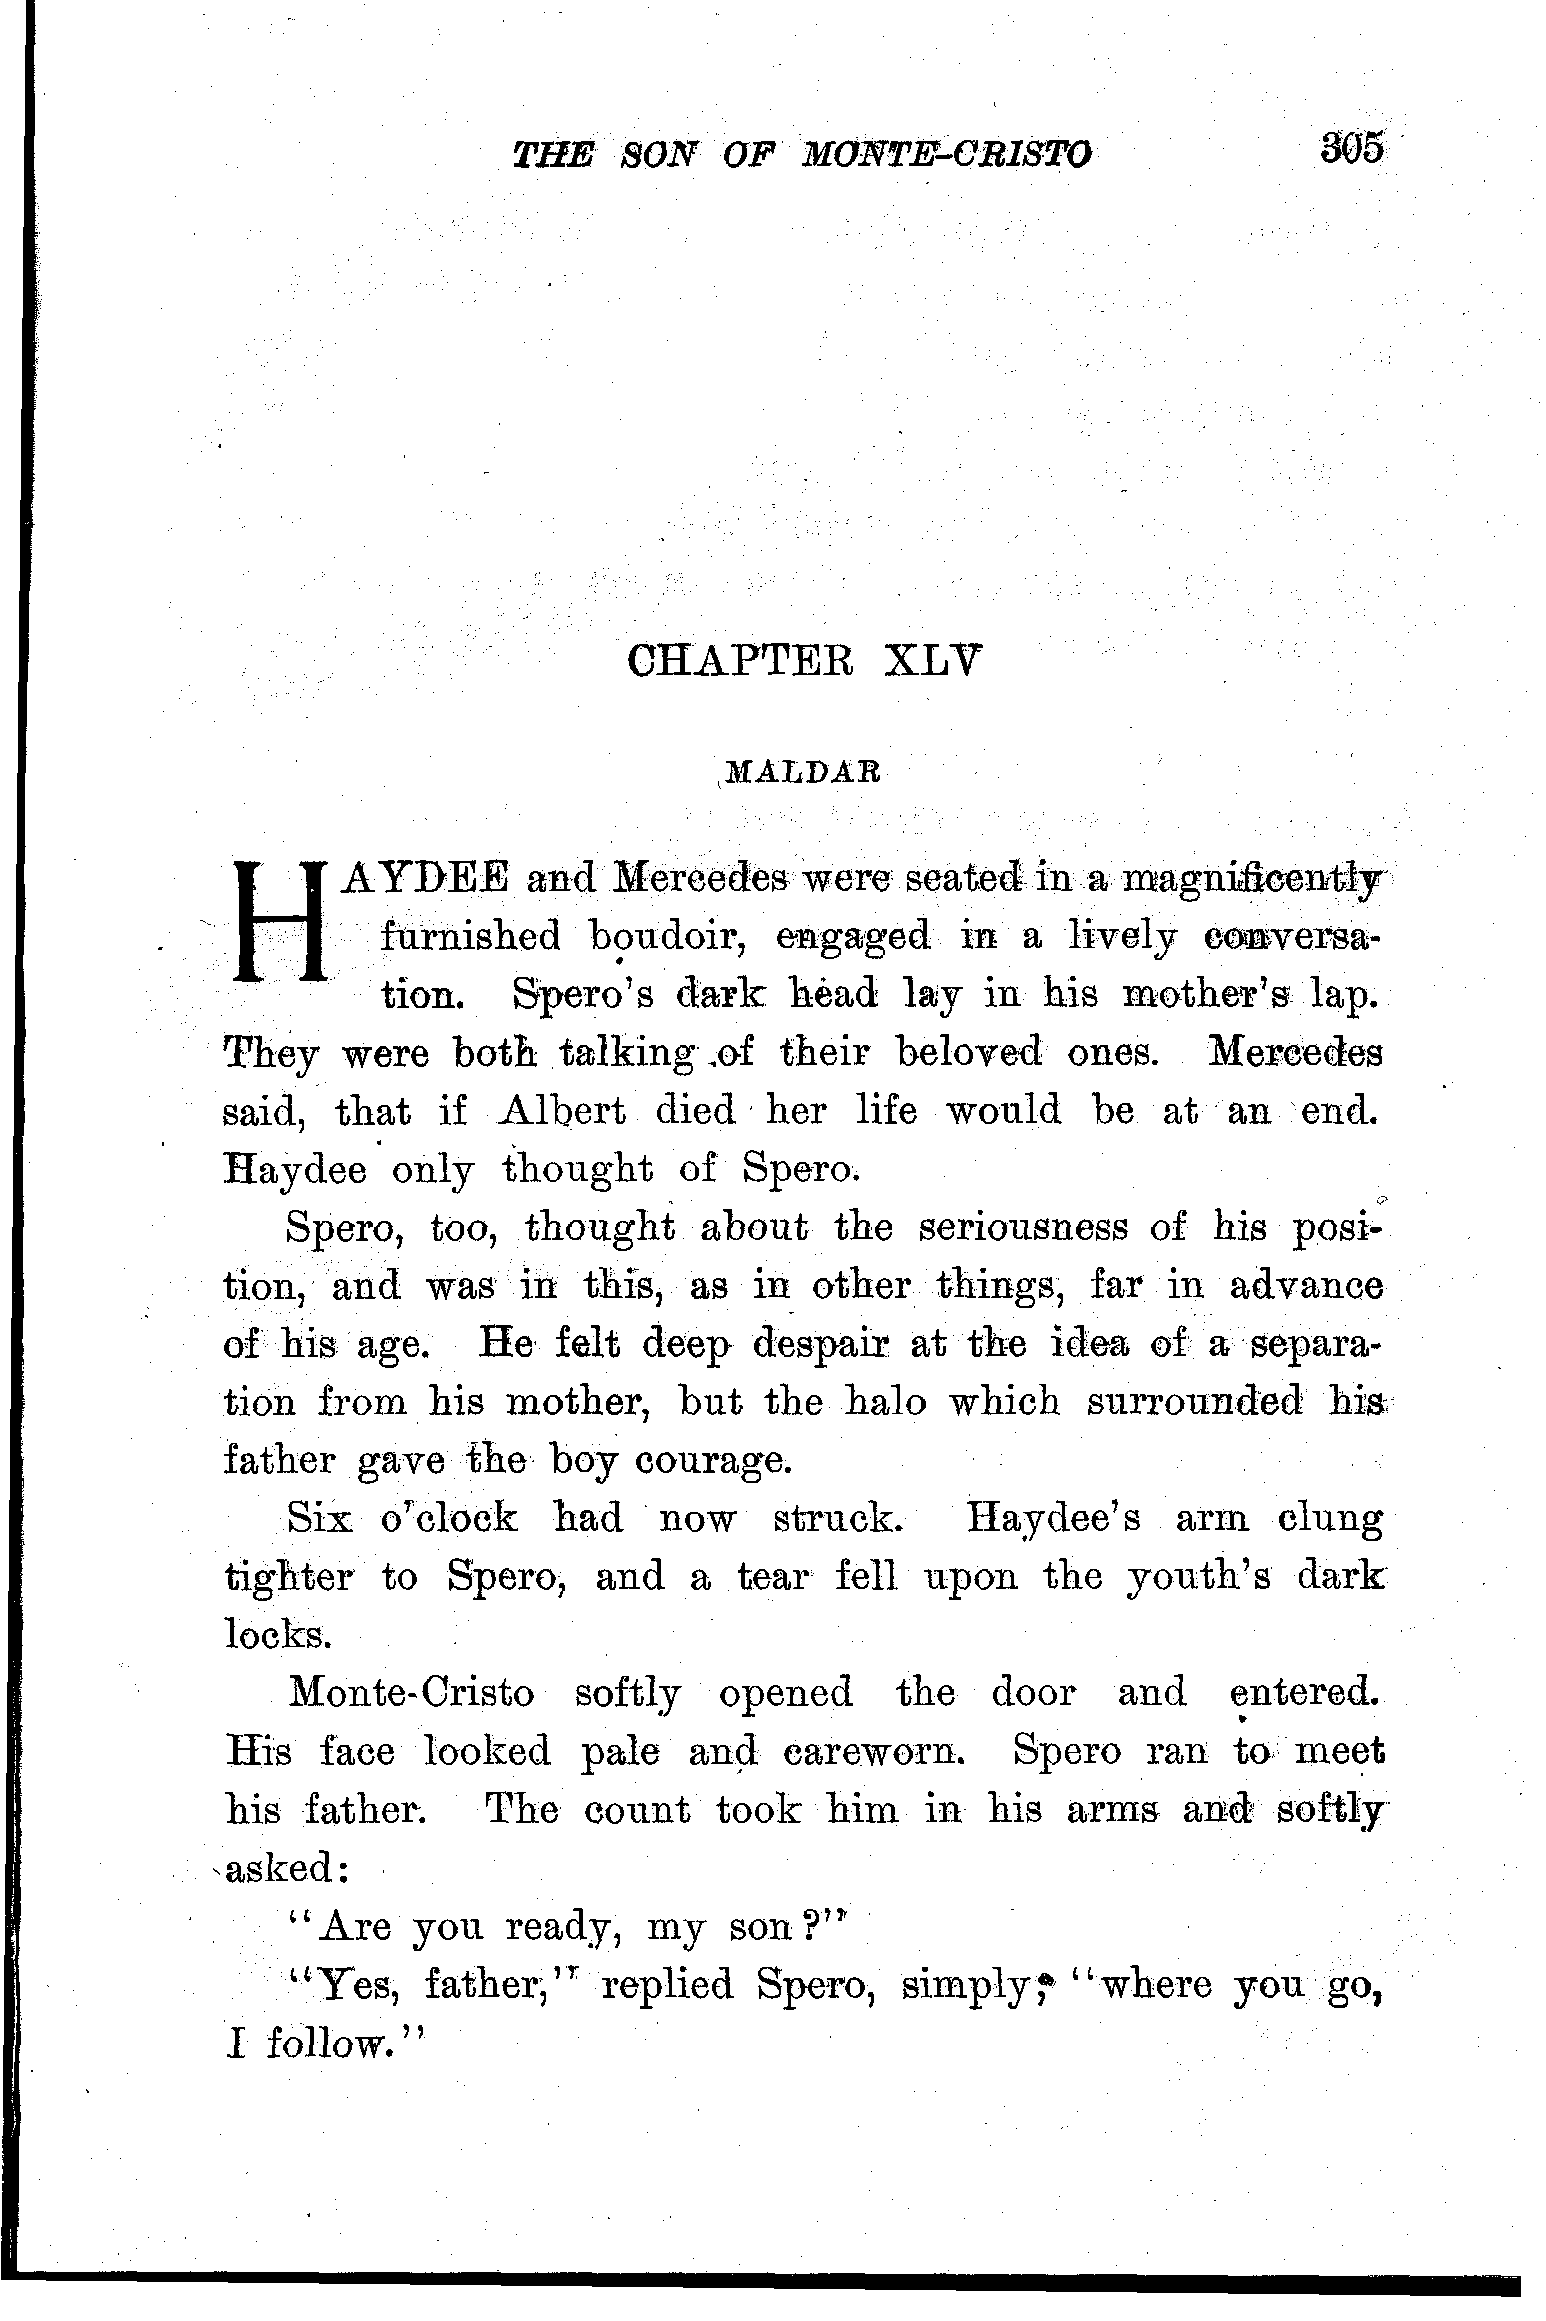 THE SON OF MONTE-CRISTO 305
CHAPTER XLV
MALDAR
HAYDEE and Mercedes were seated in a magnificently
furnished boudoir, engaged in a lively conversa-
tion. Spero's dark head lay in his mother's lap.
They were both talking of their beloved ones. Mercedes
said, that if Albert died her life would be at an end.
Haydee only thought of Spero.
Spero, too, thought about the seriousness of his posi-
tion, and was in this, as in other things, far in advance
of his age. He felt deep despair at the idea of a separa-
tion from his mother, but the halo which surrounded his
father gave the boy courage.
Six o'clock had now struck. Haydee's arm clung
tighter to Spero, and a tear fell upon the youth's dark
locks.
Monte-Cristo softly opened the door and entered.
His face looked pale and careworn. Spero ran to meet
his father. The count took him in his arms and softly
asked:
"Are you ready, my son?"
"Yes, father," replied Spero, simply; "where you go,
I follow."